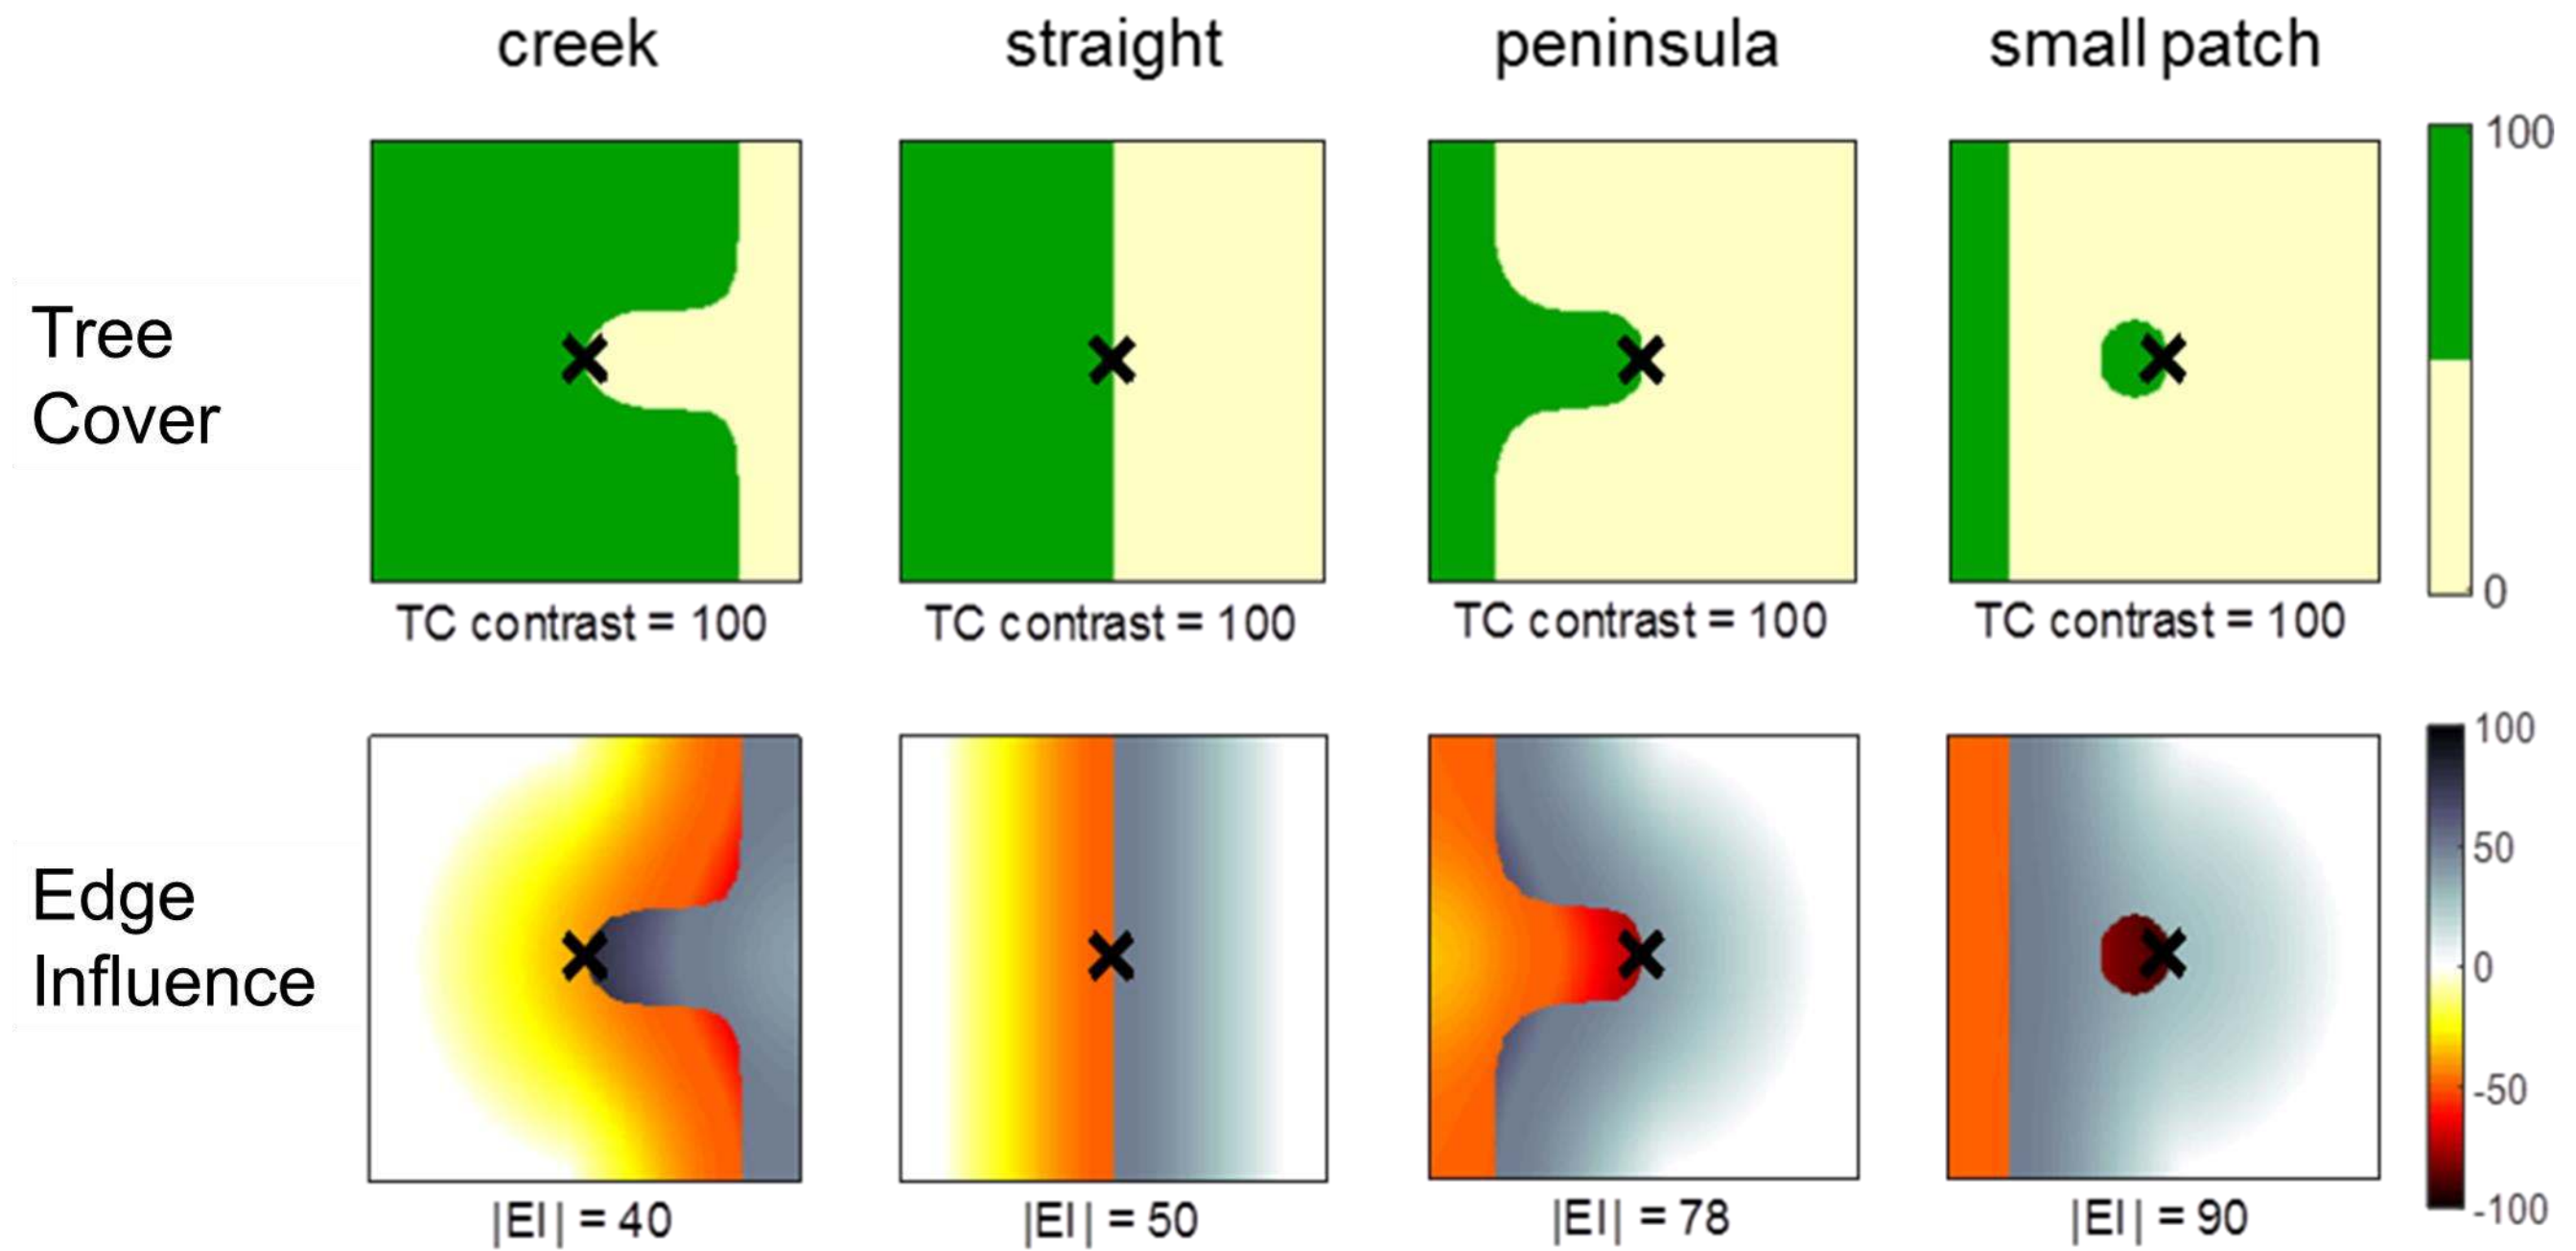 creek straight peninsula small patch
Tree
Cover
100
0
TC contrast = 100 TC contrast = 100 TC contrast = 100 TC contrast = 100
Edge
Influence
100
50
0
-50
-100
|EI| = 40 |EI| = 50 |EI| = 78 |EI| = 90